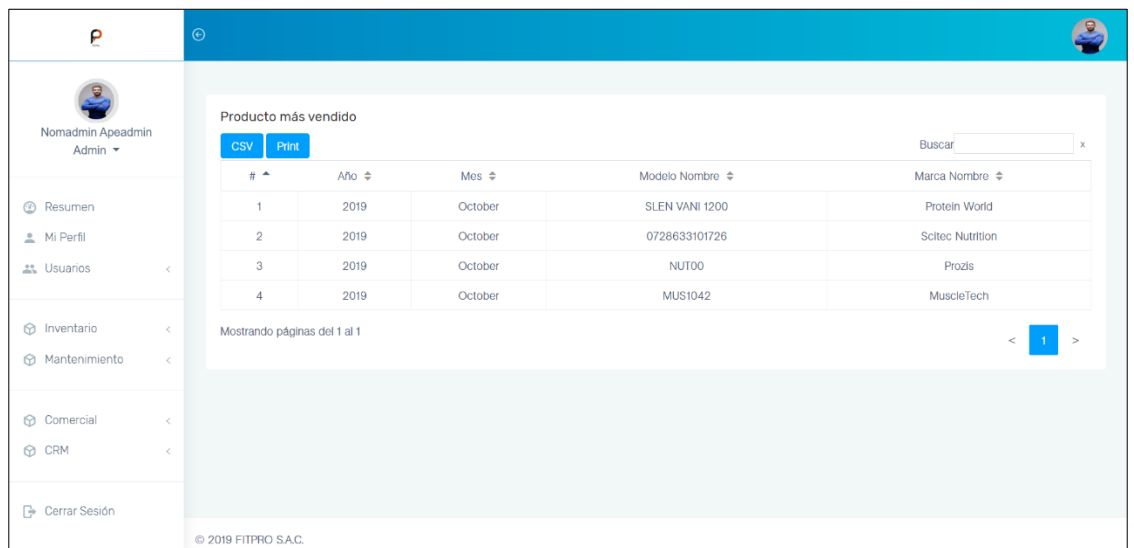 Nomadmin Apeadmin
Admin
Resumen
Mi Perfil
Usuarios
Inventario
Mantenimiento
Comercial
CRM
Cerrar Sesión
Producto más vendido
CSV Print Buscar x
# Año Mes Modelo Nombre Marca Nombre
1 2019 October SLEN VANI 1200 Protein World
2 2019 October 0728633101726 Scitec Nutrition
3 2019 October NUT00 Prozis
4 2019 October MUS1042 MuscleTech
Mostrando páginas del 1 al 1
< 1 >
© 2019 FITPRO S.A.C.